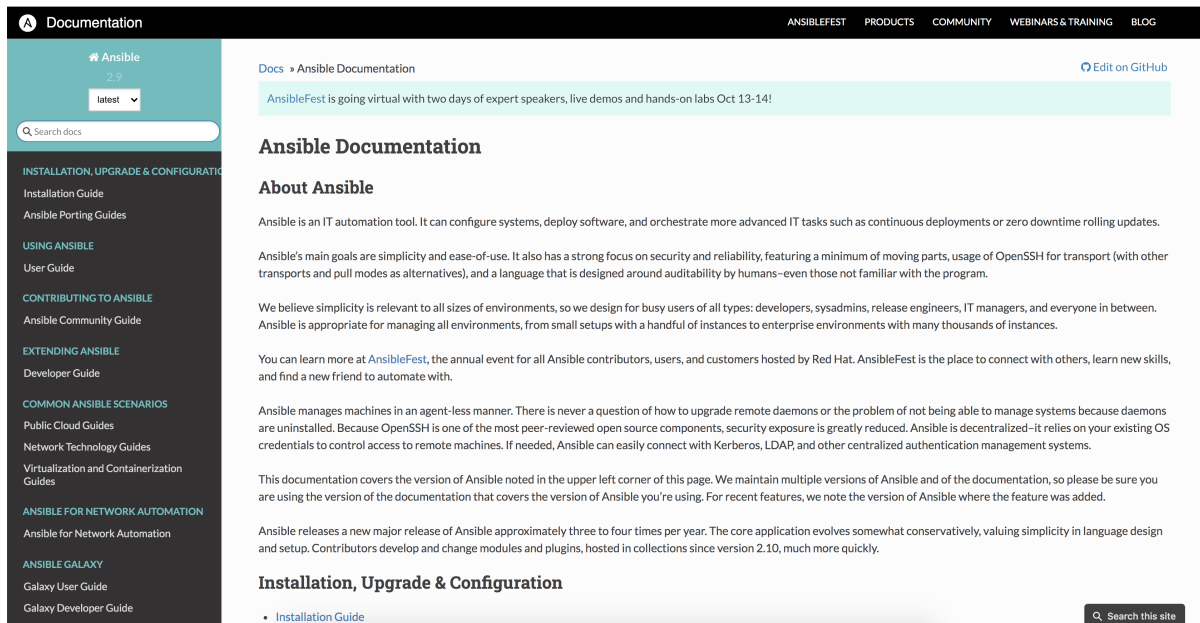 Documentation
ANSIBLEFEST PRODUCTS COMMUNITY WEBINARS & TRAINING BLOG
Ansible
2.9
latest
Search docs
INSTALLATION, UPGRADE & CONFIGURATIO
Installation Guide
Ansible Porting Guides
USING ANSIBLE
User Guide
CONTRIBUTING TO ANSIBLE
Ansible Community Guide
EXTENDING ANSIBLE
Developer Guide
COMMON ANSIBLE SCENARIOS
Public Cloud Guides
Network Technology Guides
Virtualization and Containerization
Guides
ANSIBLE FOR NETWORK AUTOMATION
Ansible for Network Automation
ANSIBLE GALAXY
Galaxy User Guide
Galaxy Developer Guide
Docs » Ansible Documentation
Edit on GitHub
AnsibleFest is going virtual with two days of expert speakers, live demos and hands-on labs Oct 13-14!
Ansible Documentation
About Ansible
Ansible is an IT automation tool. It can configure systems, deploy software, and orchestrate more advanced IT tasks such as continuous deployments or zero downtime rolling updates.
Ansible's main goals are simplicity and ease-of-use. It also has a strong focus on security and reliability, featuring a minimum of moving parts, usage of OpenSSH for transport (with other
transports and pull modes as alternatives), and a language that is designed around auditability by humans–even those not familiar with the program.
We believe simplicity is relevant to all sizes of environments, so we design for busy users of all types: developers, sysadmins, release engineers, IT managers, and everyone in between.
Ansible is appropriate for managing all environments, from small setups with a handful of instances to enterprise environments with many thousands of instances.
You can learn more at AnsibleFest, the annual event for all Ansible contributors, users, and customers hosted by Red Hat. AnsibleFest is the place to connect with others, learn new skills,
and find a new friend to automate with.
Ansible manages machines in an agent-less manner. There is never a question of how to upgrade remote daemons or the problem of not being able to manage systems because daemons
are uninstalled. Because OpenSSH is one of the most peer-reviewed open source components, security exposure is greatly reduced. Ansible is decentralized–it relies on your existing OS
credentials to control access to remote machines. If needed, Ansible can easily connect with Kerberos, LDAP, and other centralized authentication management systems.
This documentation covers the version of Ansible noted in the upper left corner of this page. We maintain multiple versions of Ansible and of the documentation, so please be sure you
are using the version of the documentation that covers the version of Ansible you're using. For recent features, we note the version of Ansible where the feature was added.
Ansible releases a new major release of Ansible approximately three to four times per year. The core application evolves somewhat conservatively, valuing simplicity in language design
and setup. Contributors develop and change modules and plugins, hosted in collections since version 2.10, much more quickly.
Installation, Upgrade & Configuration
• Installation Guide
Search this site